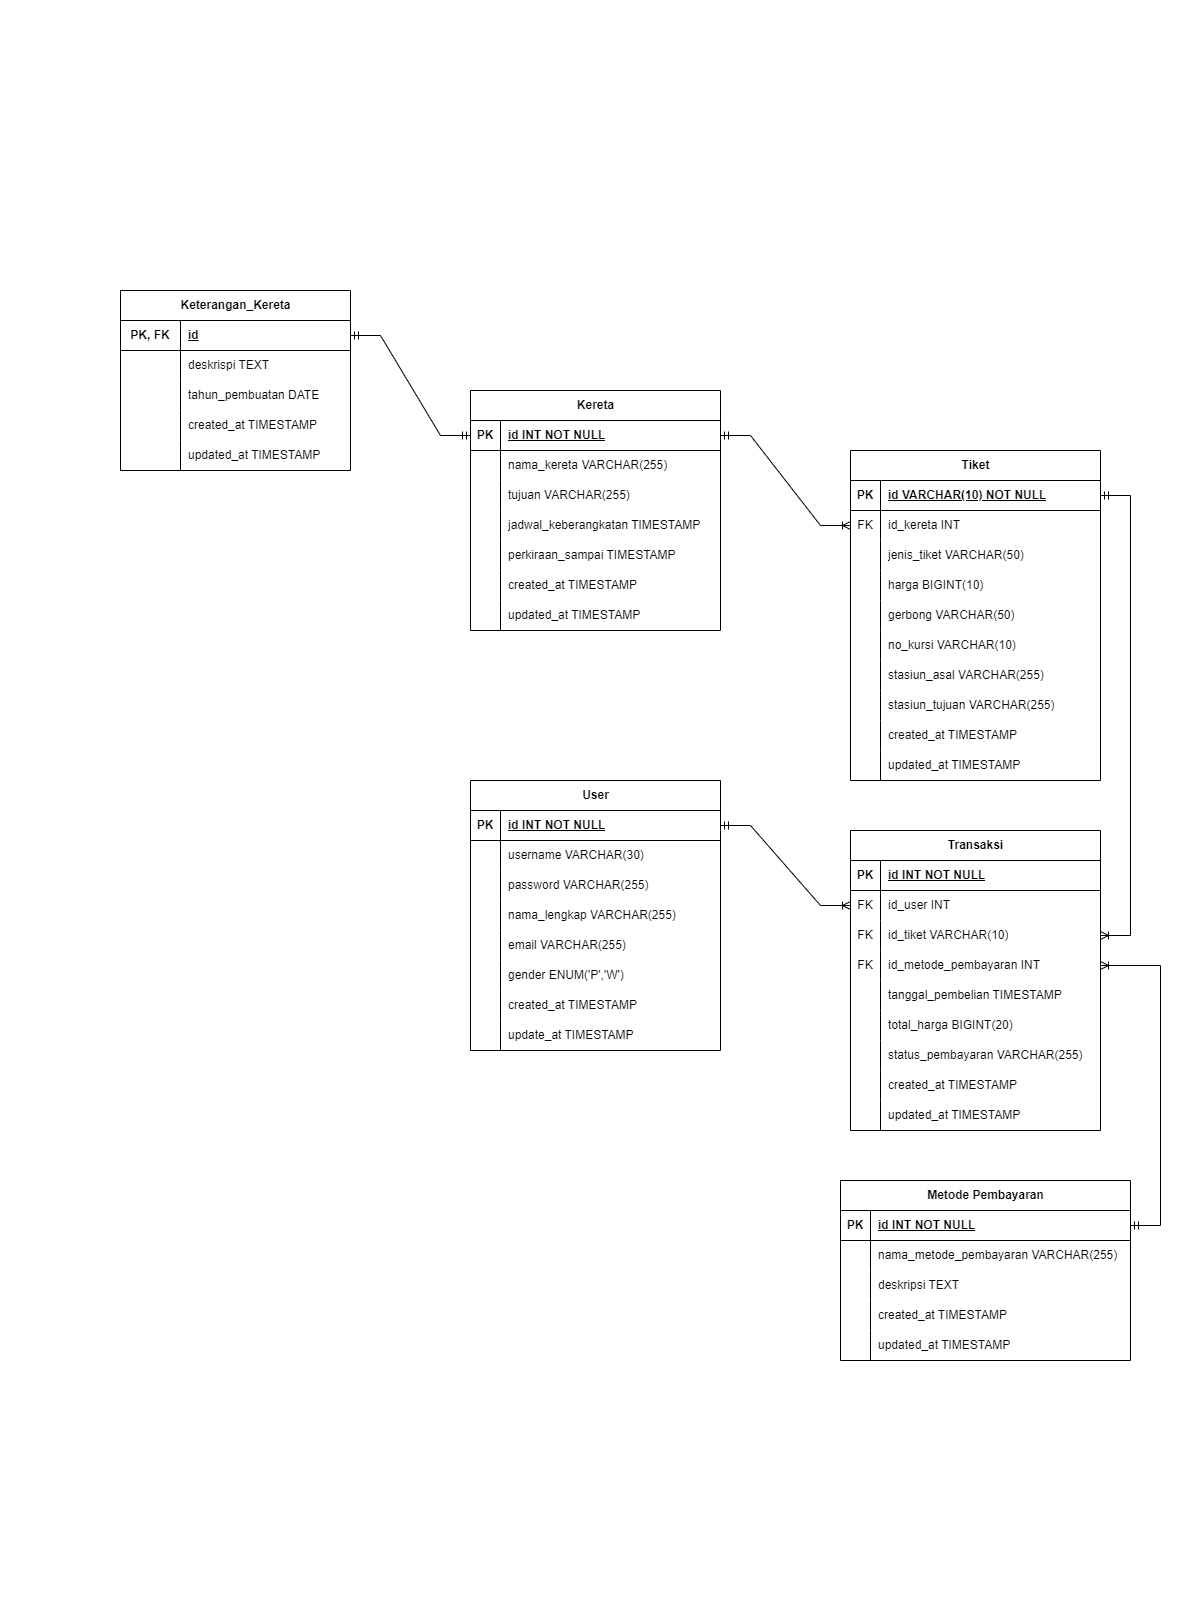 Keterangan_Kereta
PK, FK id
deskrispi TEXT
tahun_pembuatan DATE
created_at TIMESTAMP
updated_at TIMESTAMP
Kereta
PK id INT NOT NULL
nama_kereta VARCHAR(255)
tujuan VARCHAR(255)
jadwal_keberangkatan TIMESTAMP
perkiraan_sampai TIMESTAMP
created_at TIMESTAMP
updated_at TIMESTAMP
Tiket
PK id VARCHAR(10) NOT NULL
FK id_kereta INT
jenis_tiket VARCHAR(50)
harga BIGINT(10)
gerbong VARCHAR(50)
no_kursi VARCHAR(10)
stasiun_asal VARCHAR(255)
stasiun_tujuan VARCHAR(255)
created_at TIMESTAMP
updated_at TIMESTAMP
User
PK id INT NOT NULL
username VARCHAR(30)
password VARCHAR(255)
nama_lengkap VARCHAR(255)
email VARCHAR(255)
gender ENUM('P','W')
created_at TIMESTAMP
update_at TIMESTAMP
Transaksi
PK id INT NOT NULL
FK id_user INT
FK id_tiket VARCHAR(10)
FK id_metode_pembayaran INT
tanggal_pembelian TIMESTAMP
total_harga BIGINT(20)
status_pembayaran VARCHAR(255)
created_at TIMESTAMP
updated_at TIMESTAMP
Metode Pembayaran
PK id INT NOT NULL
nama_metode_pembayaran VARCHAR(255)
deskripsi TEXT
created_at TIMESTAMP
updated_at TIMESTAMP